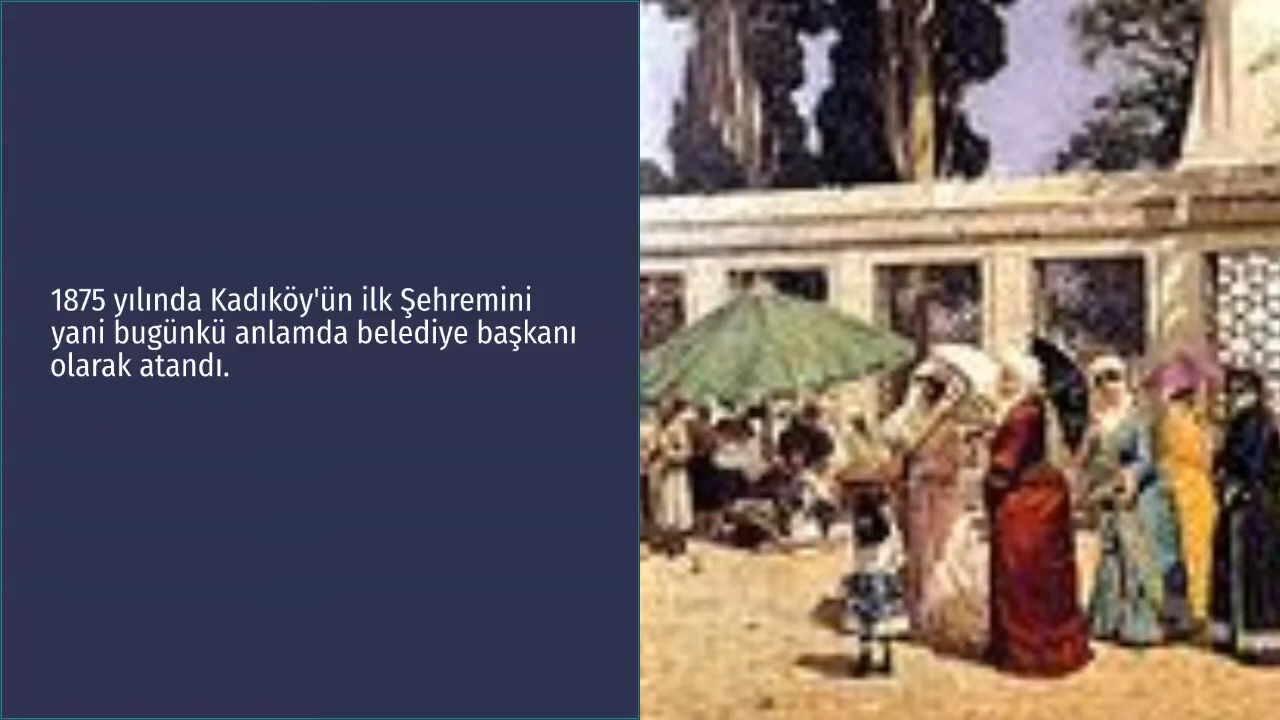 1875 yılında Kadıköy'ün ilk Şehremini
yani bugünkü anlamda belediye başkanı
olarak atandı.